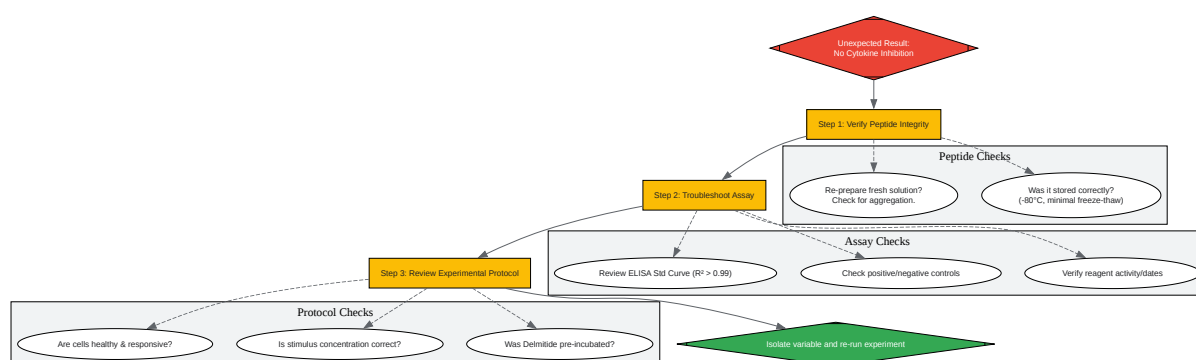 Unexpected Result:
No Cytokine Inhibition
Step 1: Verify Peptide Integrity
Peptide Checks
Re-prepare fresh solution?
Check for aggregation.
Was it stored correctly?
(-80°C, minimal freeze-thaw)
Step 2: Troubleshoot Assay
Assay Checks
Review ELISA Std Curve (R² > 0.99)
Check positive/negative controls
Verify reagent activity/dates
Step 3: Review Experimental Protocol
Protocol Checks
Are cells healthy & responsive?
Is stimulus concentration correct?
Was Delmitide pre-incubated?
Isolate variable and re-run experiment